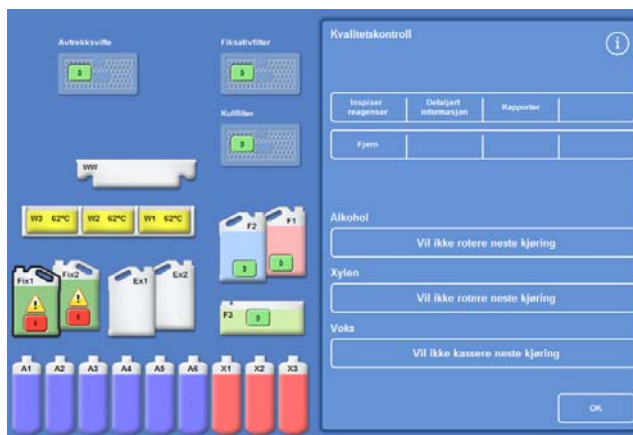 Avtrekksvifte
Fiksativfilter
Kullfilter
WW
W3 62°C W2 62°C W1 62°C
F2 F1
Fix1 Fix2 Ex1 Ex2
F3
A1 A2 A3 A4 A5 A6 X1 X2 X3
Kvalitetskontroll
i
Inspiser
reagenser
Detaljert
informasjon
Rapporter
Fjern
Alkohol
Vil ikke rotere neste kjøring
Xylen
Vil ikke rotere neste kjøring
Voks
Vil ikke kassere neste kjøring
OK